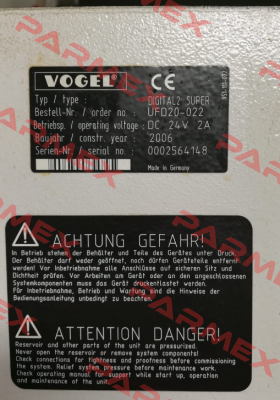 VOGEL® CE
Typ / type : DIGITAL2 SUPER
Bestell-Nr. / order no. : UFD20-022
Betriebsp. / operating voltage : DC 24V 2A
Baujahr / constr. year : 2006
Serien-Nr. / serial no. : 0002564148
Made in Germany
ACHTUNG GEFAHR!
In Betrieb stehen der Behälter und Teile des Gerätes unter Druck.
Der Behälter darf weder geöffnet, noch dürfen Geräteteile entfernt
werden! Vor Inbetriebnahme alle Anschlüsse auf sicheren Sitz und
Dichtheit prüfen. Vor Arbeiten am Gerät oder an den angeschlossenen
Systemkomponenten muss das Gerät druckentlastet werden!
Für Inbetriebnahme, Betrieb und Wartung sind die Hinweise der
Bedienungsanleitung unbedingt zu beachten.
ATTENTION DANGER!
Reservoir and other parts of the unit are pressurized.
Never open the reservoir or remove system components!
Check connections for tightness and proofness before commissioning
the system. Relief system pressure before maintenance work.
Check operating manual for support while start up, operation
and maintenance of the unit.
PARMEX.COM